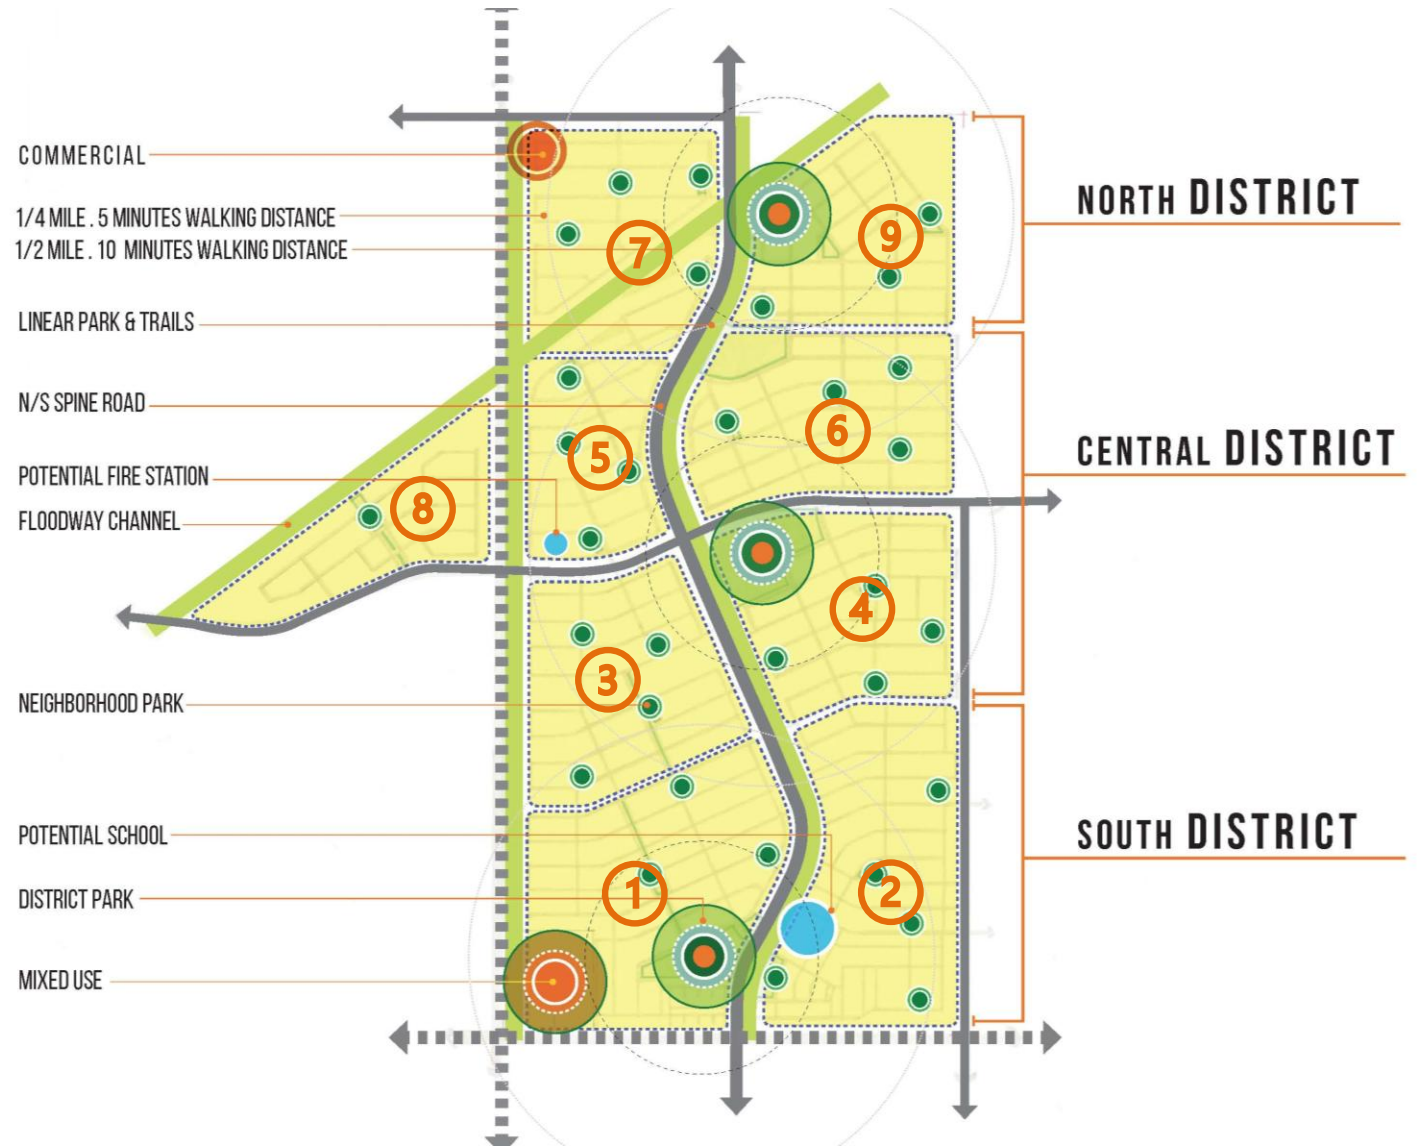 COMMERCIAL
1/4 MILE . 5 MINUTES WALKING DISTANCE
1/2 MILE . 10 MINUTES WALKING DISTANCE
LINEAR PARK & TRAILS
N/S SPINE ROAD
POTENTIAL FIRE STATION
FLOODWAY CHANNEL
NEIGHBORHOOD PARK
POTENTIAL SCHOOL
DISTRICT PARK
MIXED USE
7
9
5
6
8
4
3
1
2
NORTH DISTRICT
CENTRAL DISTRICT
SOUTH DISTRICT